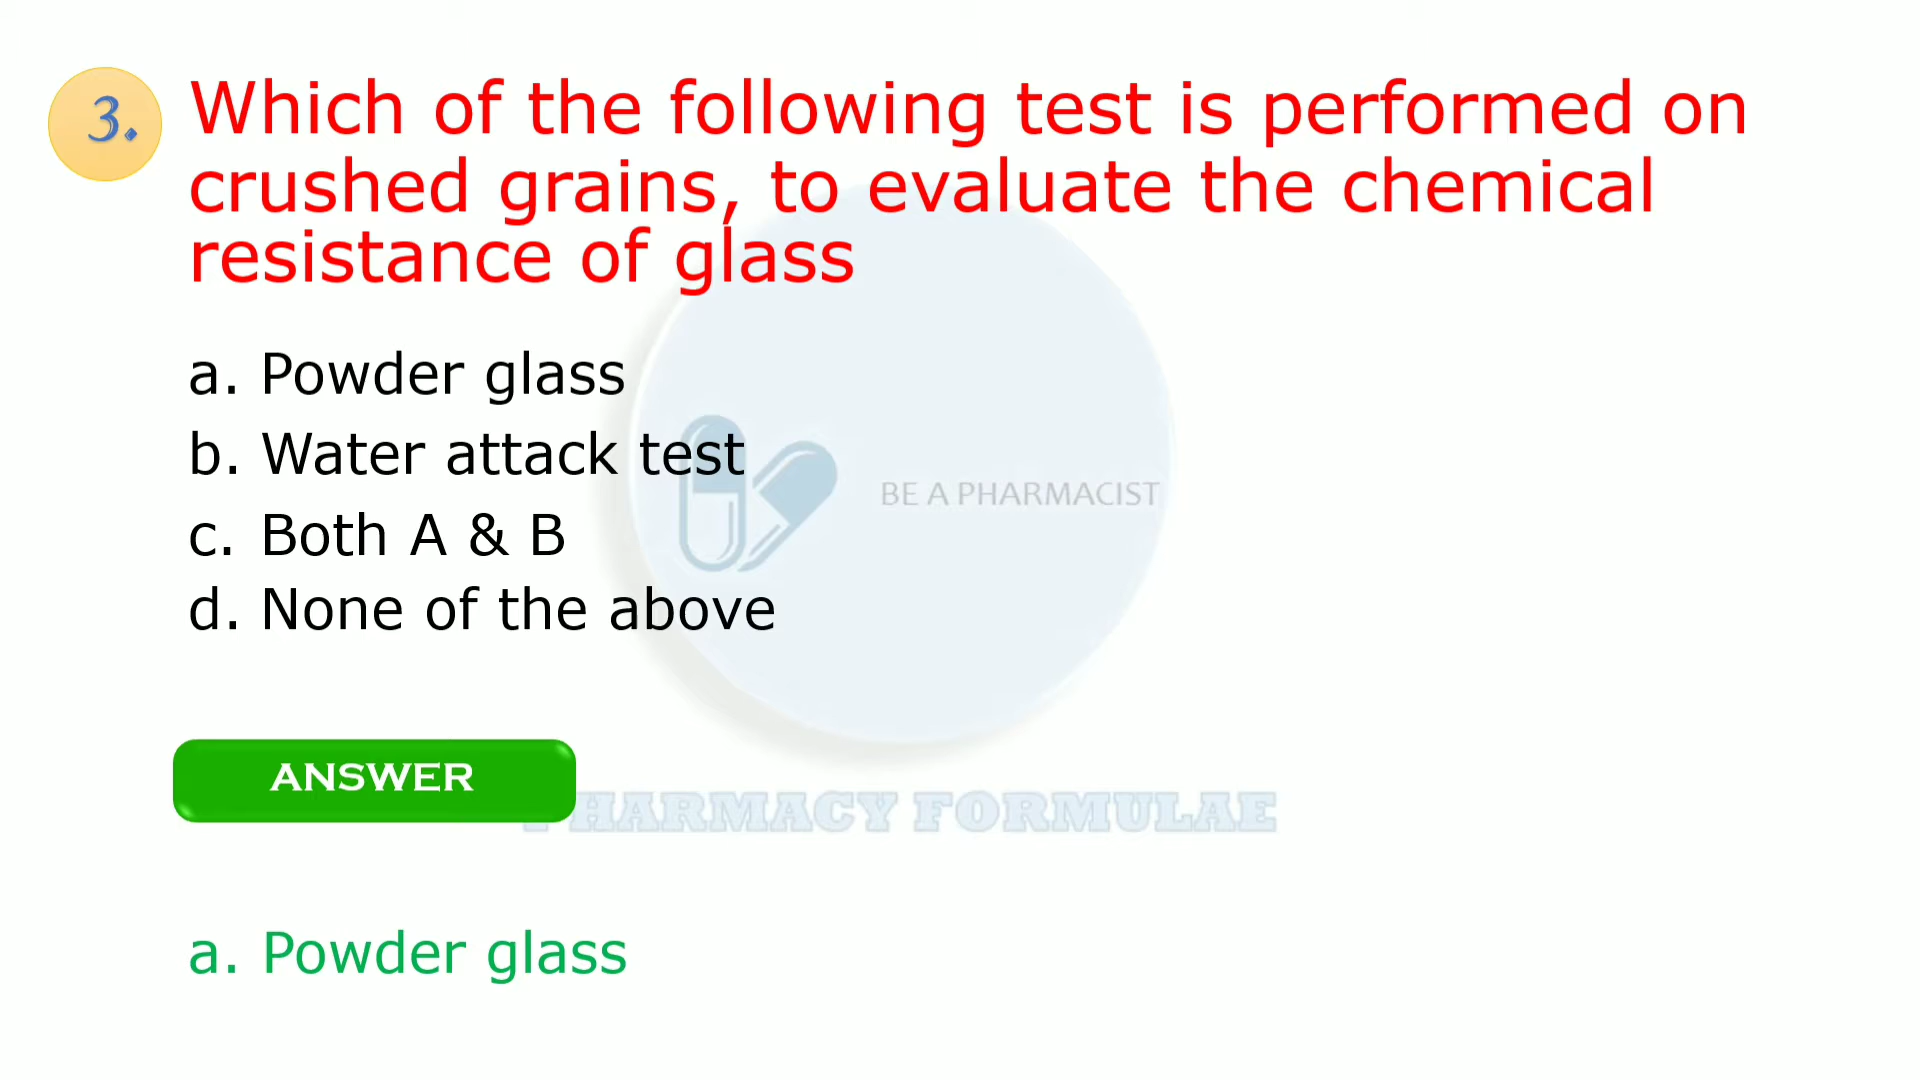 3. Which of the following test is performed on
crushed grains, to evaluate the chemical
resistance of glass
a. Powder glass
b. Water attack test
c. Both A & B
d. None of the above
BE A PHARMACIST
ANSWER
PHARMACY FORMULAE
a. Powder glass